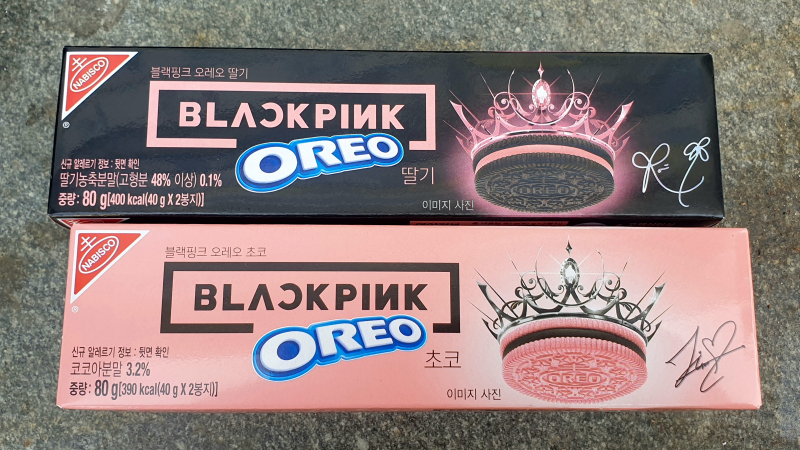 NABISCO
®
블랙핑크 오레오 딸기
BLACKPINK
OREO
딸기
신규 알레르기 정보 : 뒷면 확인
딸기농축분말(고형분 48% 이상) 0.1%
중량 : 80 g[400 kcal(40 g X 2봉지)]
이미지 사진
NABISCO
®
블랙핑크 오레오 초코
BLACKPINK
OREO
초코
신규 알레르기 정보 : 뒷면 확인
코코아분말 3.2%
중량 : 80 g[390 kcal(40 g X 2봉지)]
OREO
이미지 사진